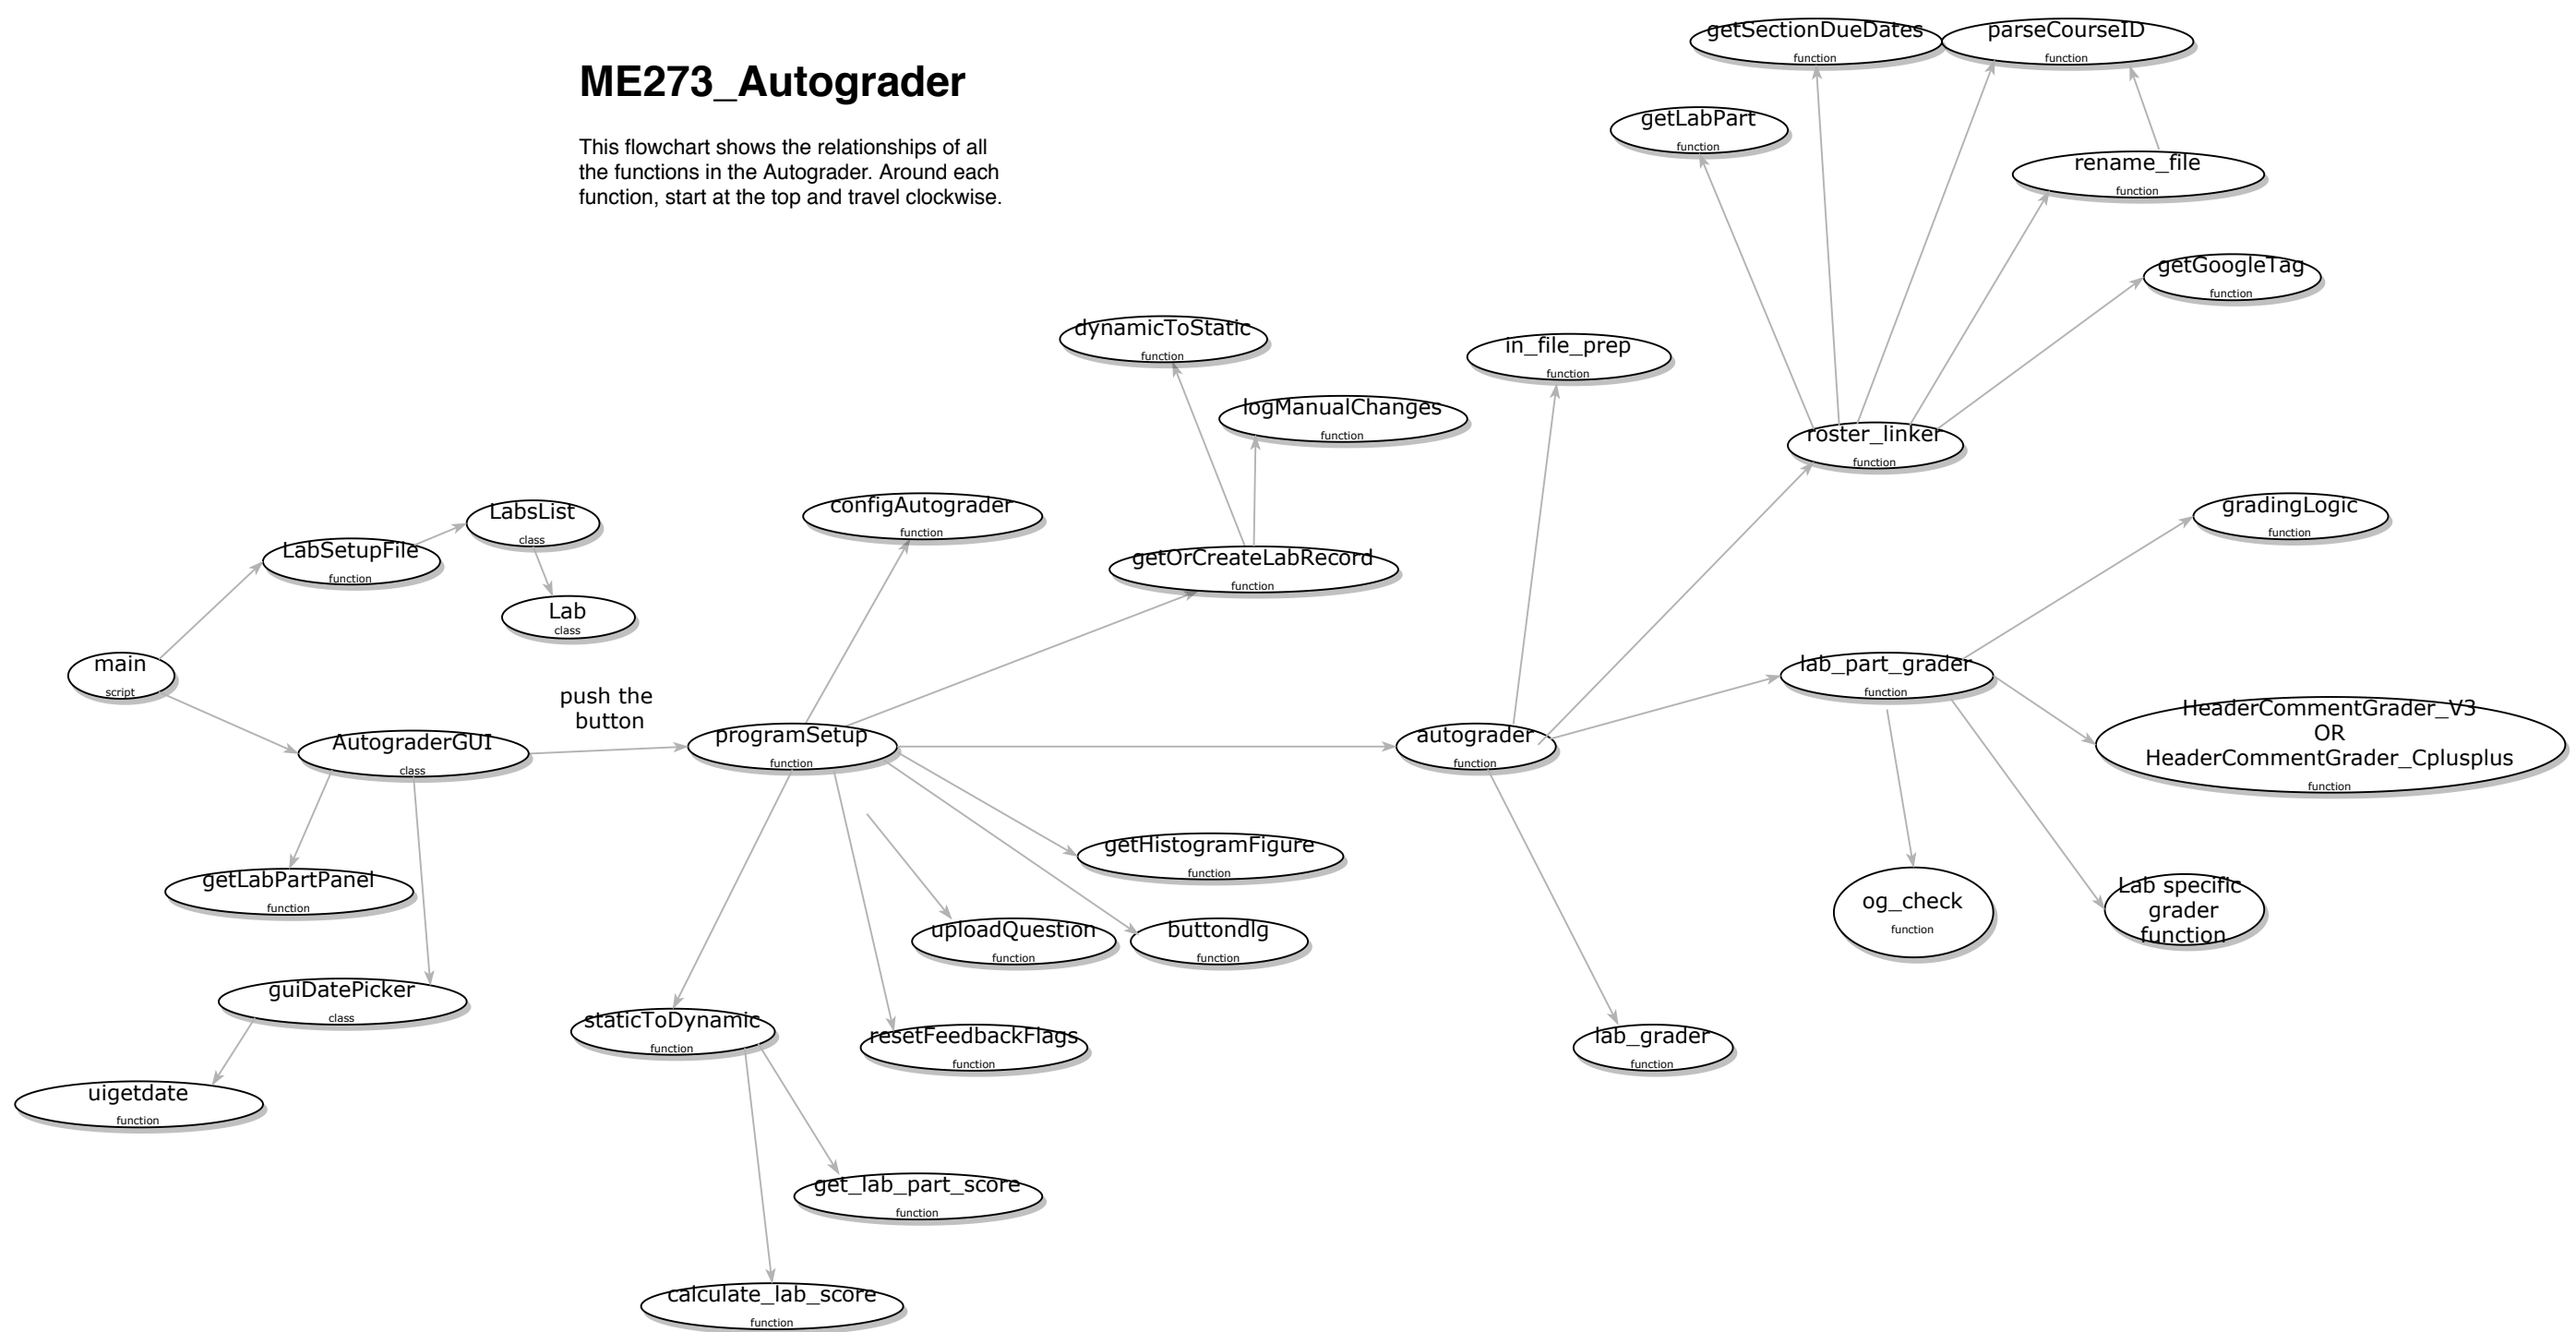 ME273_Autograder
This flowchart shows the relationships of all
the functions in the Autograder. Around each
function, start at the top and travel clockwise.
getSectionDueDates
function
parseCourseID
function
getLabPart
function
rename_file
function
getGoogleTag
function
dynamicToStatic
function
in_file_prep
function
logManualChanges
function
roster_linker
function
LabsList
class
configAutograder
function
gradingLogic
function
LabSetupFile
function
getOrCreateLabRecord
function
Lab
class
main
script
lab_part_grader
function
push the
button
AutograderGUI
class
programSetup
function
autograder
function
HeaderCommentGrader_V3
OR
HeaderCommentGrader_Cplusplus
function
getHistogramFigure
function
getLabPartPanel
function
uploadQuestion
function
buttondlg
function
og_check
function
Lab specific
grader
function
guiDatePicker
class
staticToDynamic
function
resetFeedbackFlags
function
lab_grader
function
uigetdate
function
get_lab_part_score
function
calculate_lab_score
function